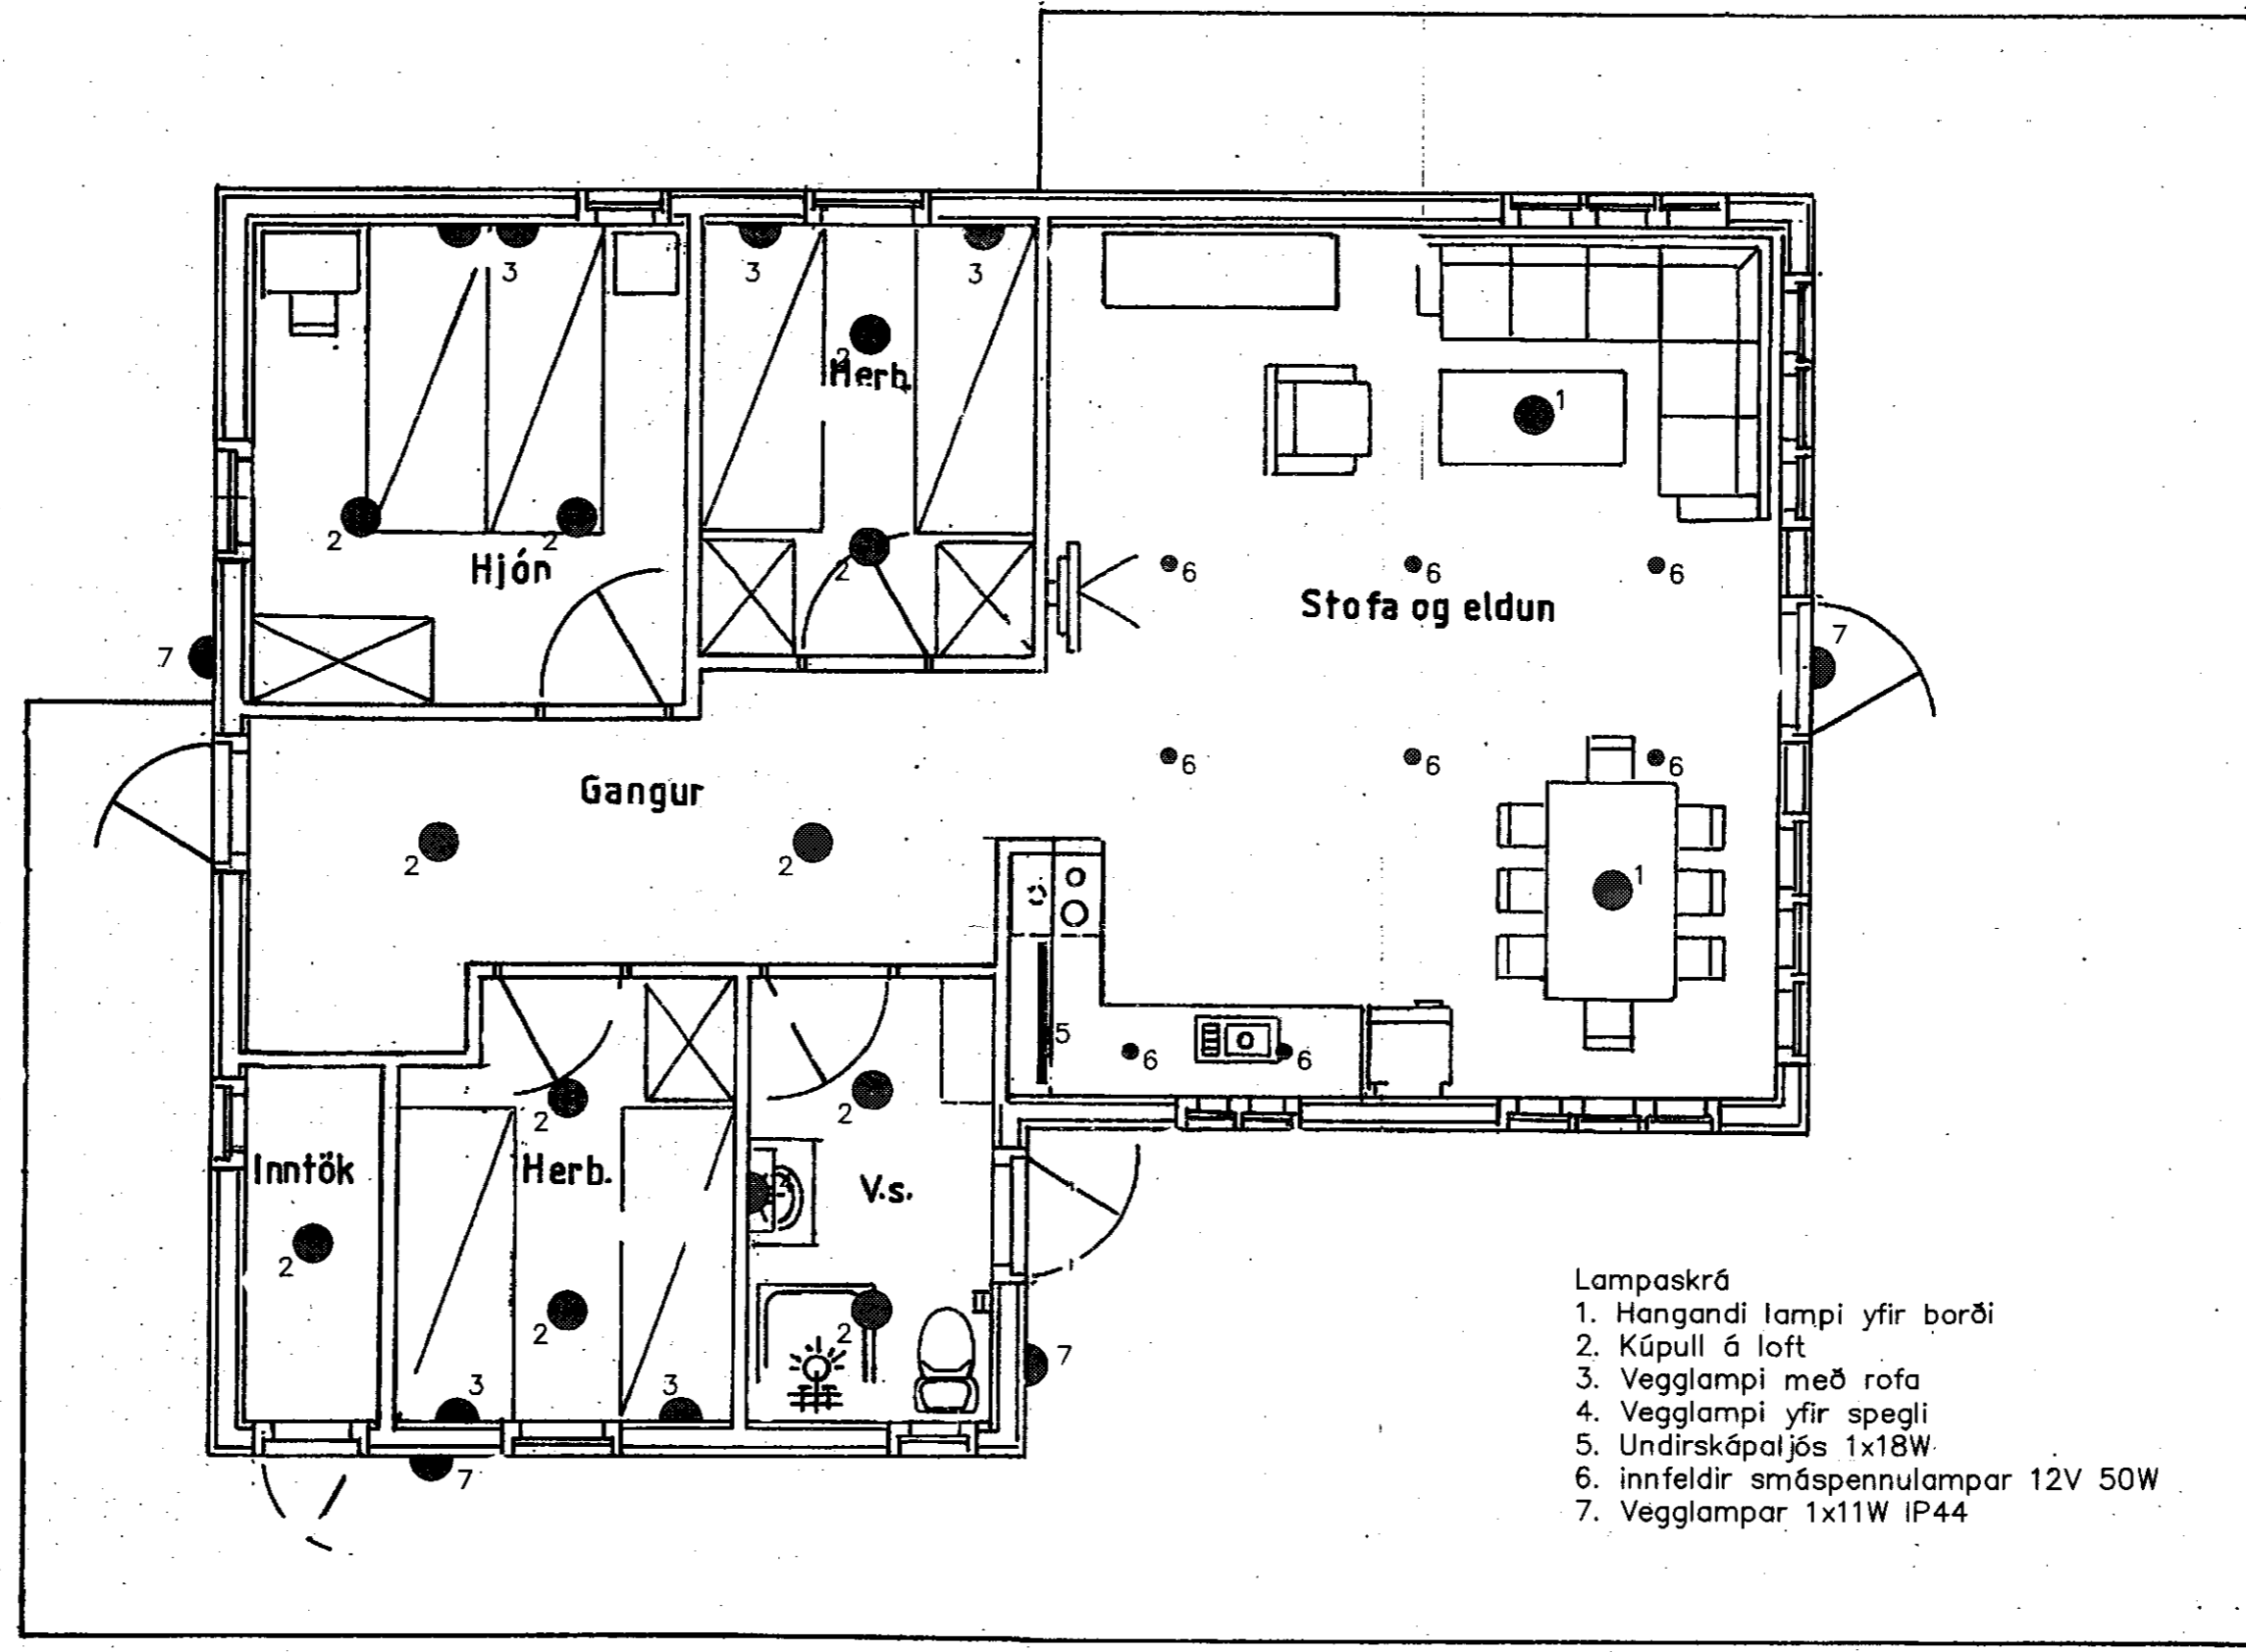 3
3
3
2
Herb.
1
2
2
Hjón
2
6
6
6
Stofa og eldun
7
7
6
6
6
Gangur
2
2
1
5
6
6
2
2
Inntök
Herb.
V.s.
2
2
2
3
3
7
7
Lampaskrá
1. Hangandi lampi yfir borði
2. Kúpull á loft
3. Vegglampi með rofa
4. Vegglampi yfir spegli
5. Undirskápaljós 1x18W
6. innfeldir smáspennulampar 12V 50W
7. Vegglampar 1x11W IP44